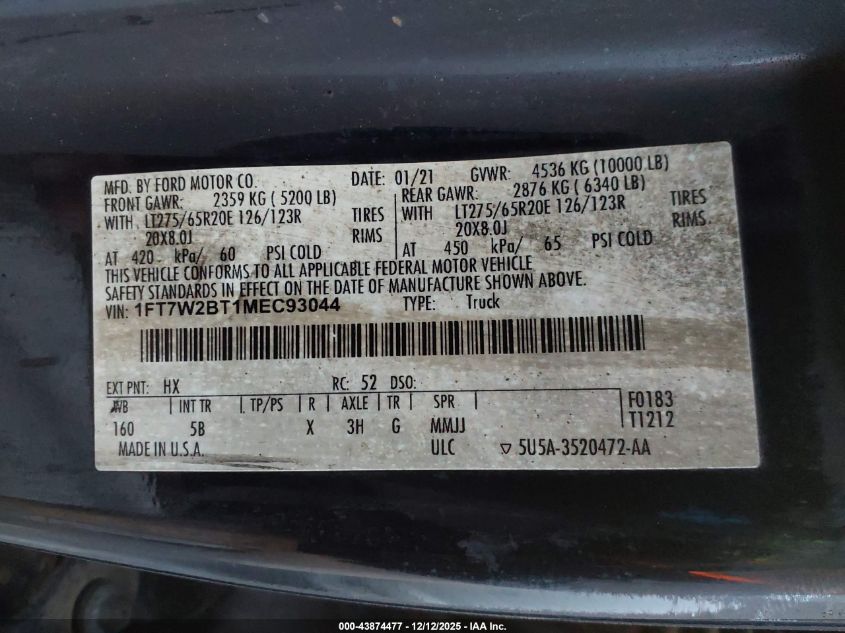 MFD. BY FORD MOTOR CO. DATE: 01/21 GVWR: 4536 KG (10000 LB)
FRONT GAWR: 2359 KG ( 5200 LB) REAR GAWR: 2876 KG ( 6340 LB)
WITH LT275/65R20E 126/123R TIRES WITH LT275/65R20E 126/123R TIRES
20X8.0J RIMS 20X8.0J RIMS
AT 420 kPa/ 60 PSI COLD AT 450 kPa/ 65 PSI COLD
THIS VEHICLE CONFORMS TO ALL APPLICABLE FEDERAL MOTOR VEHICLE
SAFETY STANDARDS IN EFFECT ON THE DATE OF MANUFACTURE SHOWN ABOVE.
VIN: 1FT7W2BT1MEC93044 TYPE: Truck
EXT PNT: HX RC: 52 DSO:
WB INT TR TP/PS R AXLE TR SPR F0183
160 5B X 3H G MMJJ T1212
MADE IN U.S.A. ULC ▽ 5U5A-3520472-AA
000-43874477 - 12/12/2025 - IAA Inc.